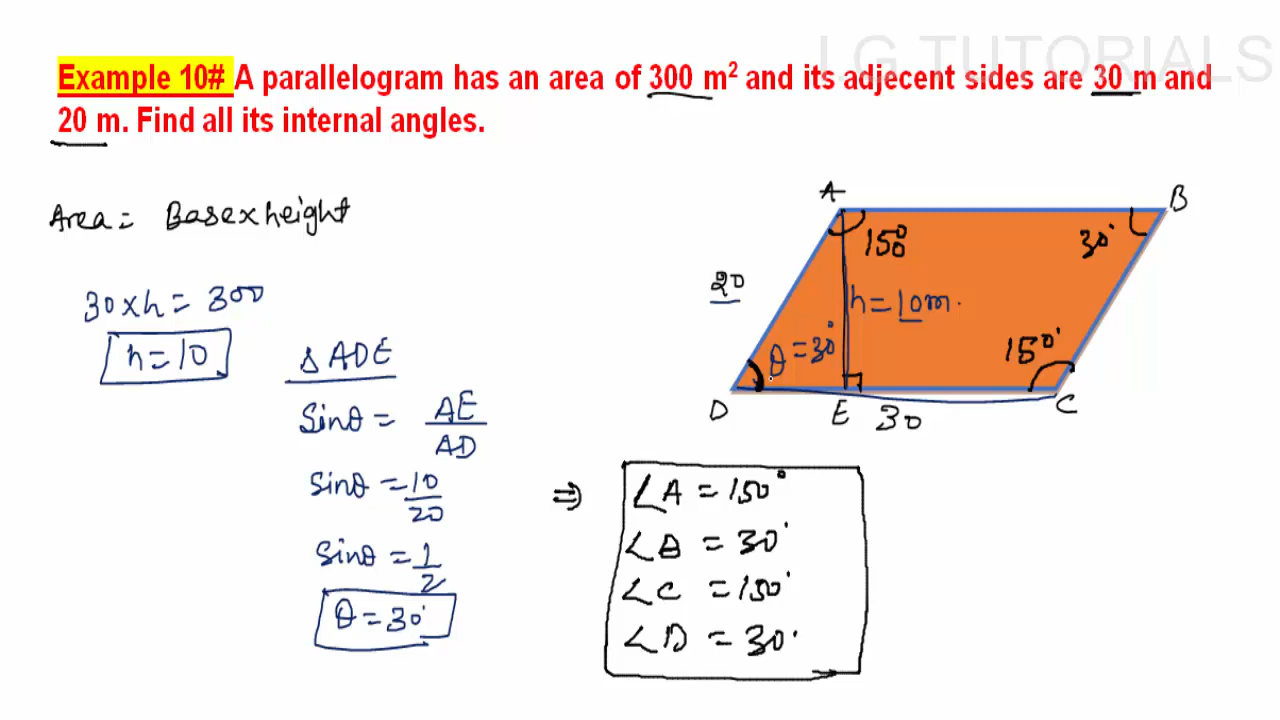 I G TUTORIALS
Example 10# A parallelogram has an area of 300 m² and its adjecent sides are 30 m and
20 m. Find all its internal angles.
Area = Base×height
30×h = 300
h=10
△ADE
Sinθ = AE/AD
Sinθ = 10/20
Sinθ = 1/2
θ = 30°
A
B
150°
30°
20
h=10m.
θ=30°
150°
D
E
30
C
⇒
∠A = 150°
∠B = 30°
∠C = 150°
∠D = 30°